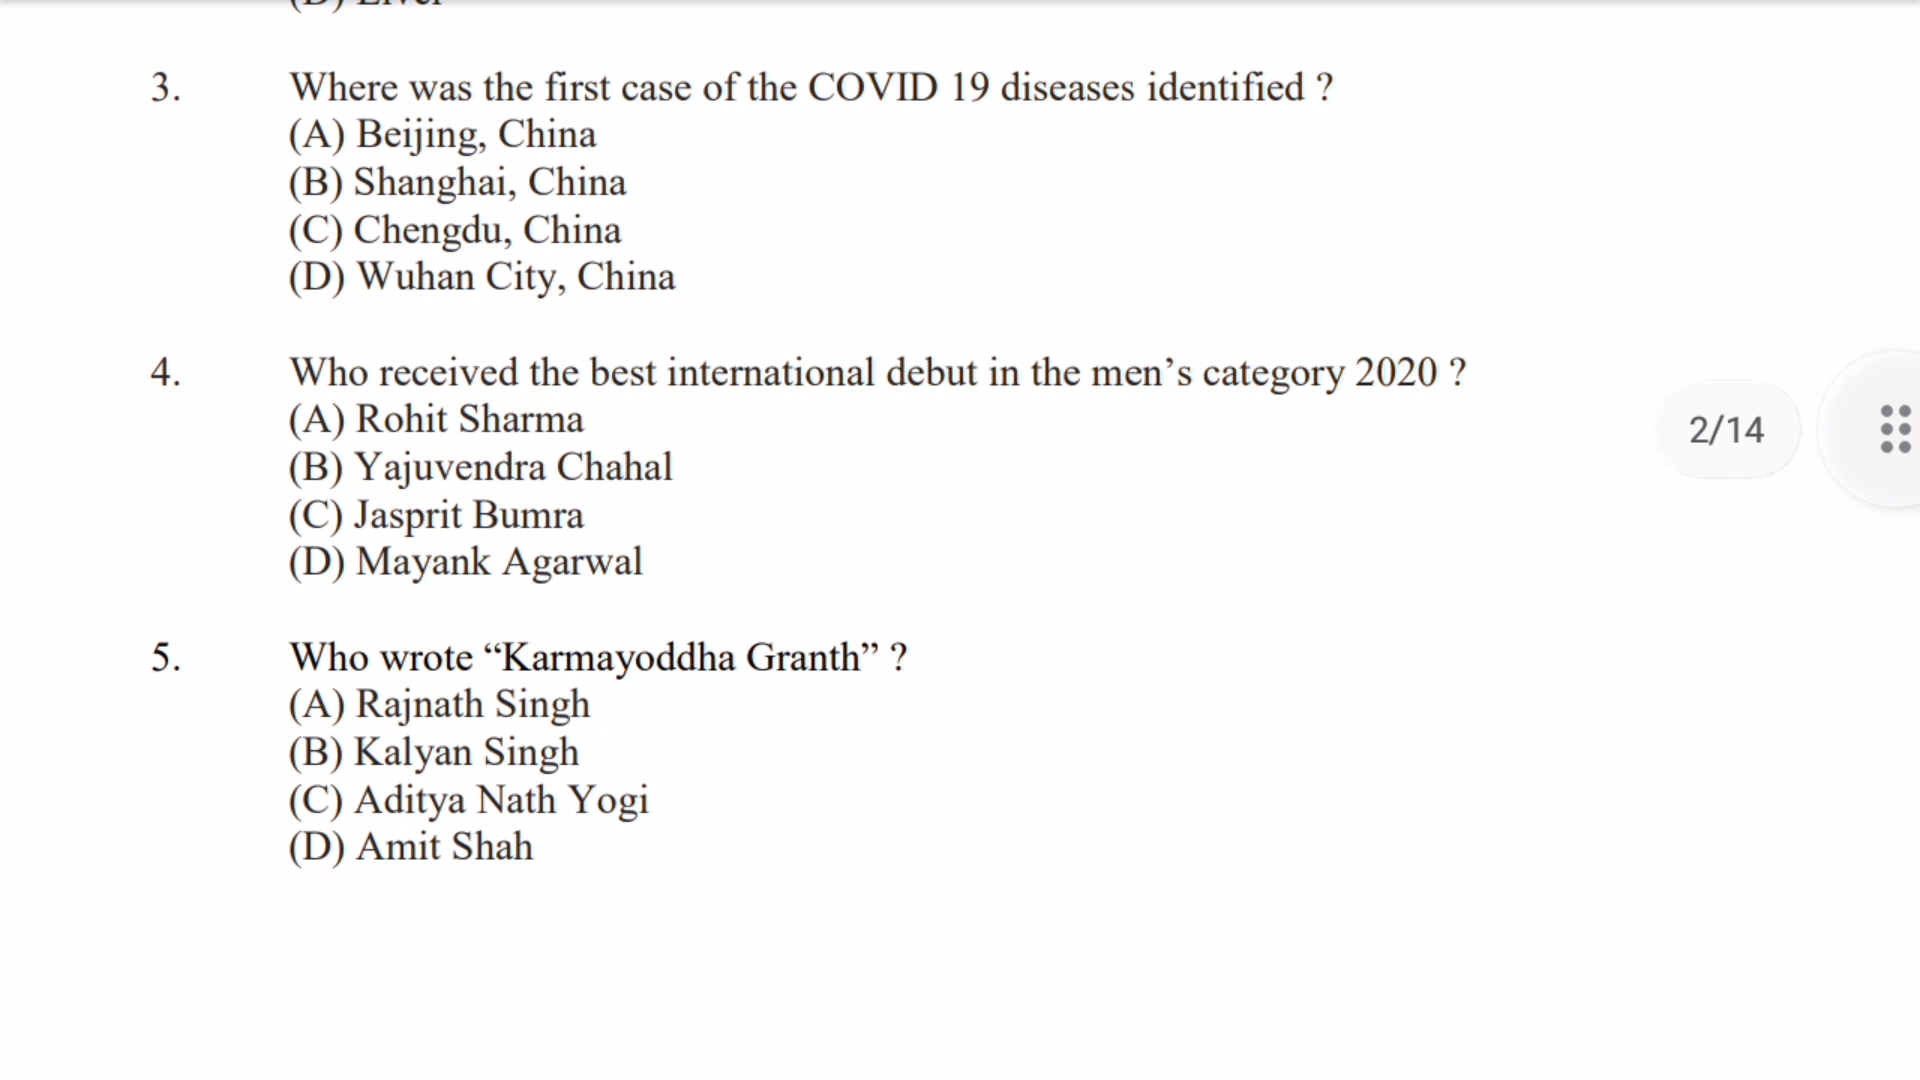 3. Where was the first case of the COVID 19 diseases identified ?
(A) Beijing, China
(B) Shanghai, China
(C) Chengdu, China
(D) Wuhan City, China
4. Who received the best international debut in the men’s category 2020 ?
(A) Rohit Sharma
(B) Yajuvendra Chahal
(C) Jasprit Bumra
(D) Mayank Agarwal
2/14
5. Who wrote “Karmayoddha Granth” ?
(A) Rajnath Singh
(B) Kalyan Singh
(C) Aditya Nath Yogi
(D) Amit Shah